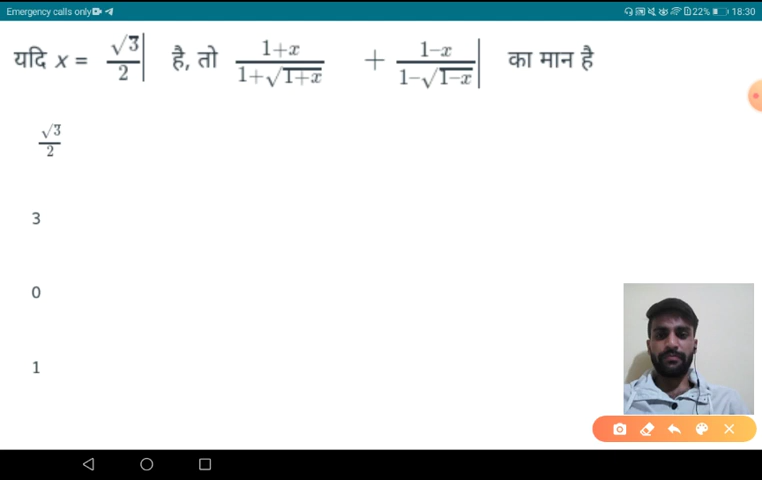 Emergency calls only 22% 18:30
यदि x = √3/2 है, तो (1+x)/(1+√(1+x)) + (1−x)/(1−√(1−x)) का मान है
√3/2
3
0
1